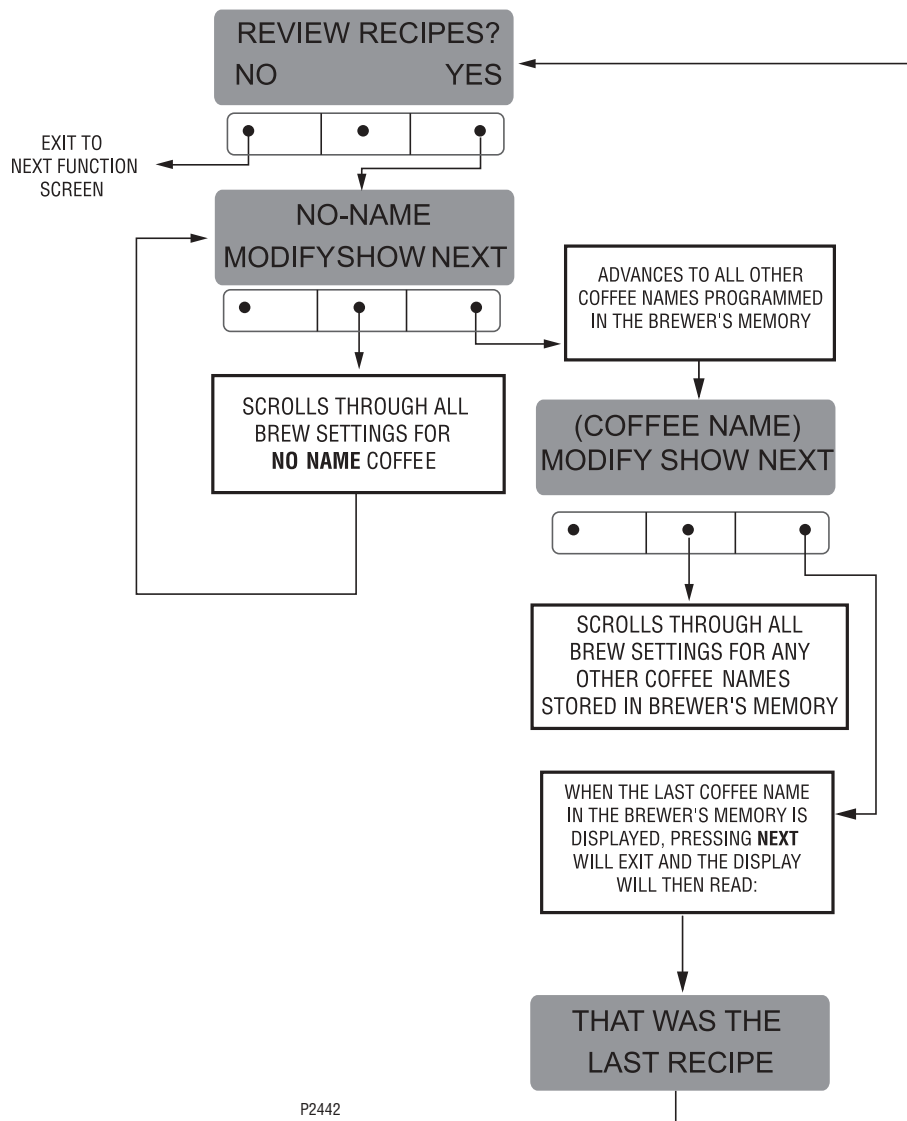 REVIEW RECIPES?
NO YES
EXIT TO
NEXT FUNCTION
SCREEN
NO-NAME
MODIFYSHOW NEXT
ADVANCES TO ALL OTHER
COFFEE NAMES PROGRAMMED
IN THE BREWER'S MEMORY
SCROLLS THROUGH ALL
BREW SETTINGS FOR
NO NAME COFFEE
(COFFEE NAME)
MODIFY SHOW NEXT
SCROLLS THROUGH ALL
BREW SETTINGS FOR ANY
OTHER COFFEE NAMES
STORED IN BREWER'S MEMORY
WHEN THE LAST COFFEE NAME
IN THE BREWER'S MEMORY IS
DISPLAYED, PRESSING NEXT
WILL EXIT AND THE DISPLAY
WILL THEN READ:
THAT WAS THE
LAST RECIPE
P2442